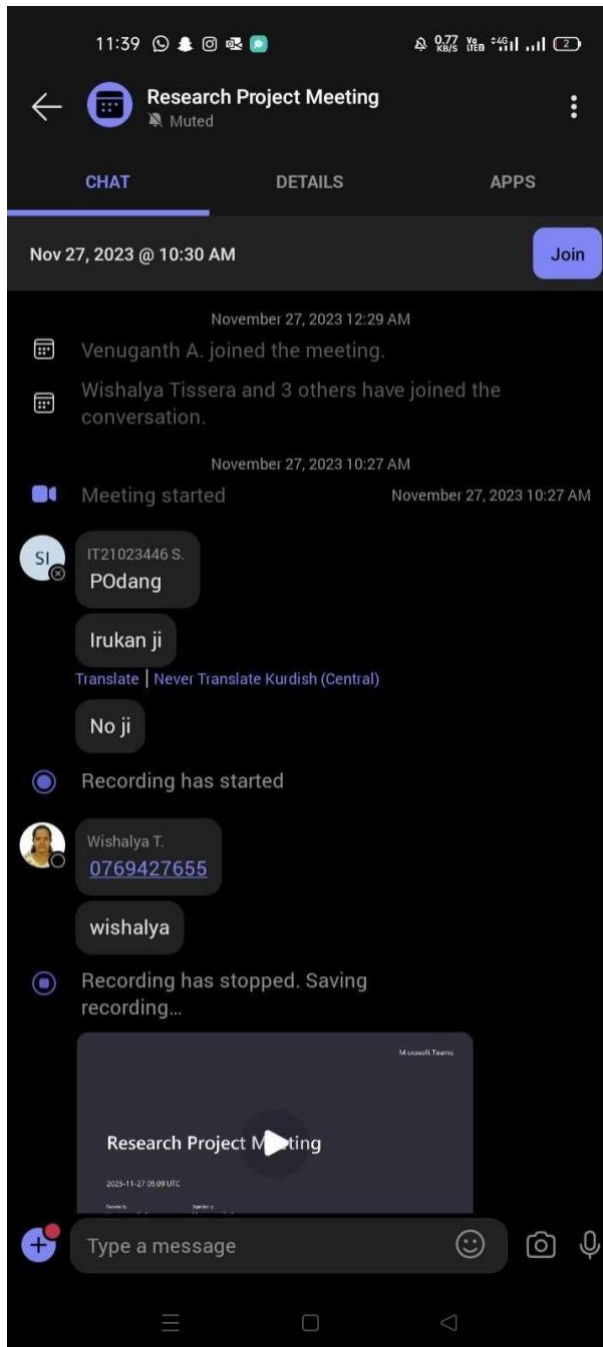 11:39
0.77 KB/S Vo LTE 4G 2
Research Project Meeting
Muted
CHAT DETAILS APPS
Nov 27, 2023 @ 10:30 AM Join
November 27, 2023 12:29 AM
Venuganth A. joined the meeting.
Wishalya Tissera and 3 others have joined the
conversation.
November 27, 2023 10:27 AM
Meeting started November 27, 2023 10:27 AM
SI
IT21023446 S.
POdang
Irukan ji
Translate | Never Translate Kurdish (Central)
No ji
Recording has started
Wishalya T.
0769427655
wishalya
Recording has stopped. Saving
recording...
Microsoft Teams
Research Project Meeting
2023-11-27 05:09 UTC
Type a message